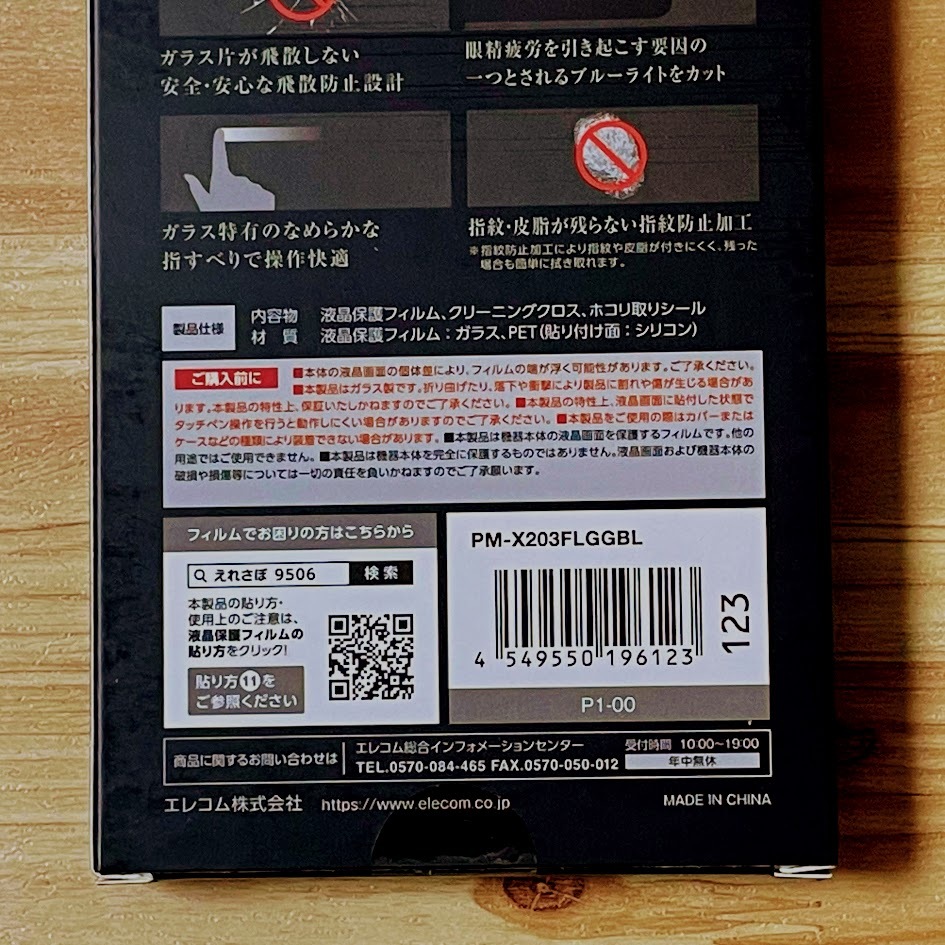 ガラス片が飛散しない
安全・安心な飛散防止設計
眼精疲労を引き起こす要因の
一つとされるブルーライトをカット
ガラス特有のなめらかな
指すべりで操作快適
指紋・皮脂が残らない指紋防止加工
※指紋防止加工により指紋や皮脂が付きにくく、残った
場合も簡単に拭き取れます。
製品仕様
内容物 液晶保護フィルム、クリーニングクロス、ホコリ取りシール
材 質 液晶保護フィルム：ガラス、PET（貼り付け面：シリコン）
ご購入前に ■本体の液晶画面の個体差により、フィルムの端が浮く可能性があります。ご了承ください。
■本製品はガラス製です。折り曲げたり、落下や衝撃により製品に割れや傷が生じる場合があ
ります。本製品の特性上、保証いたしかねますのでご了承ください。■本製品の特性上、液晶画面に貼付した状態で
タッチペン操作を行うと動作しにくい場合がありますのでご了承ください。■本製品をご使用の際はカバーまたは
ケースなどの種類により装着できない場合があります。■本製品は機器本体の液晶画面を保護するフィルムです。他の
用途ではご使用できません。■本製品は機器本体を完全に保護するものではありません。液晶画面および機器本体の
破損や損傷等については一切の責任を負いかねますのでご了承願います。
フィルムでお困りの方はこちらから
えれさぽ 9506 検索
本製品の貼り方・
使用上のご注意は、
液晶保護フィルムの
貼り方をクリック!
貼り方⓫を
ご参照ください
PM-X203FLGGBL
4 549550 196123
123
P1-00
商品に関するお問い合わせは
エレコム総合インフォメーションセンター
TEL.0570-084-465 FAX.0570-050-012
受付時間 10:00～19:00
年中無休
エレコム株式会社 https://www.elecom.co.jp
MADE IN CHINA